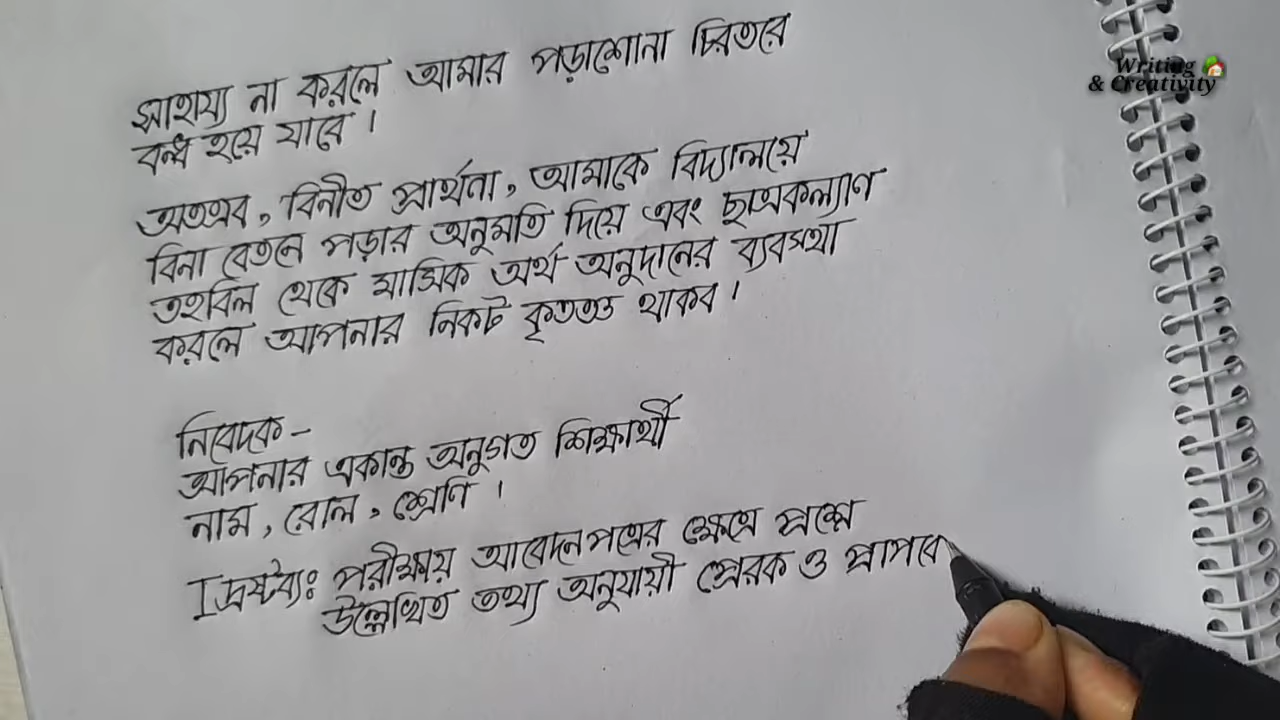 Writing
& Creativity
সাহায্য না করলে আমার পড়াশোনা চিরতরে
বন্ধ হয়ে যাবে।
অতএব, বিনীত প্রার্থনা, আমাকে বিদ্যালয়ে
বিনা বেতনে পড়ার অনুমতি দিয়ে এবং ছাত্রকল্যাণ
তহবিল থেকে মাসিক অর্থ অনুদানের ব্যবস্থা
করলে আপনার নিকট কৃতজ্ঞ থাকব।
নিবেদক-
আপনার একান্ত অনুগত শিক্ষার্থী
নাম, রোল, শ্রেণি।
[দ্রষ্টব্যঃ পরীক্ষায় আবেদনপত্রের ক্ষেত্রে প্রশ্নে
উল্লেখিত তথ্য অনুযায়ী প্রেরক ও প্রাপকে